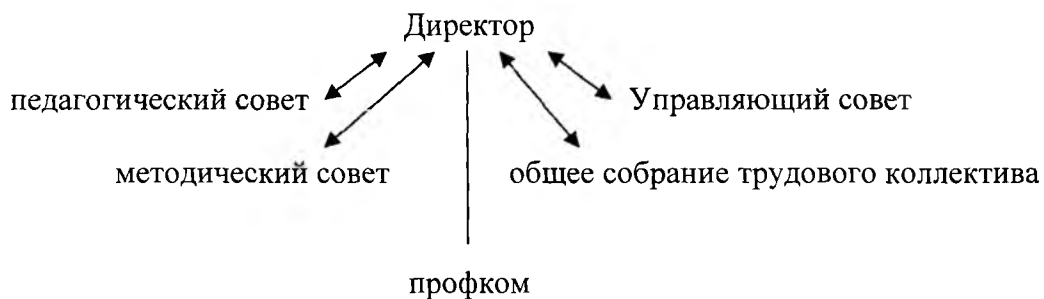 Директор
педагогический совет Управляющий совет
методический совет общее собрание трудового коллектива
профком